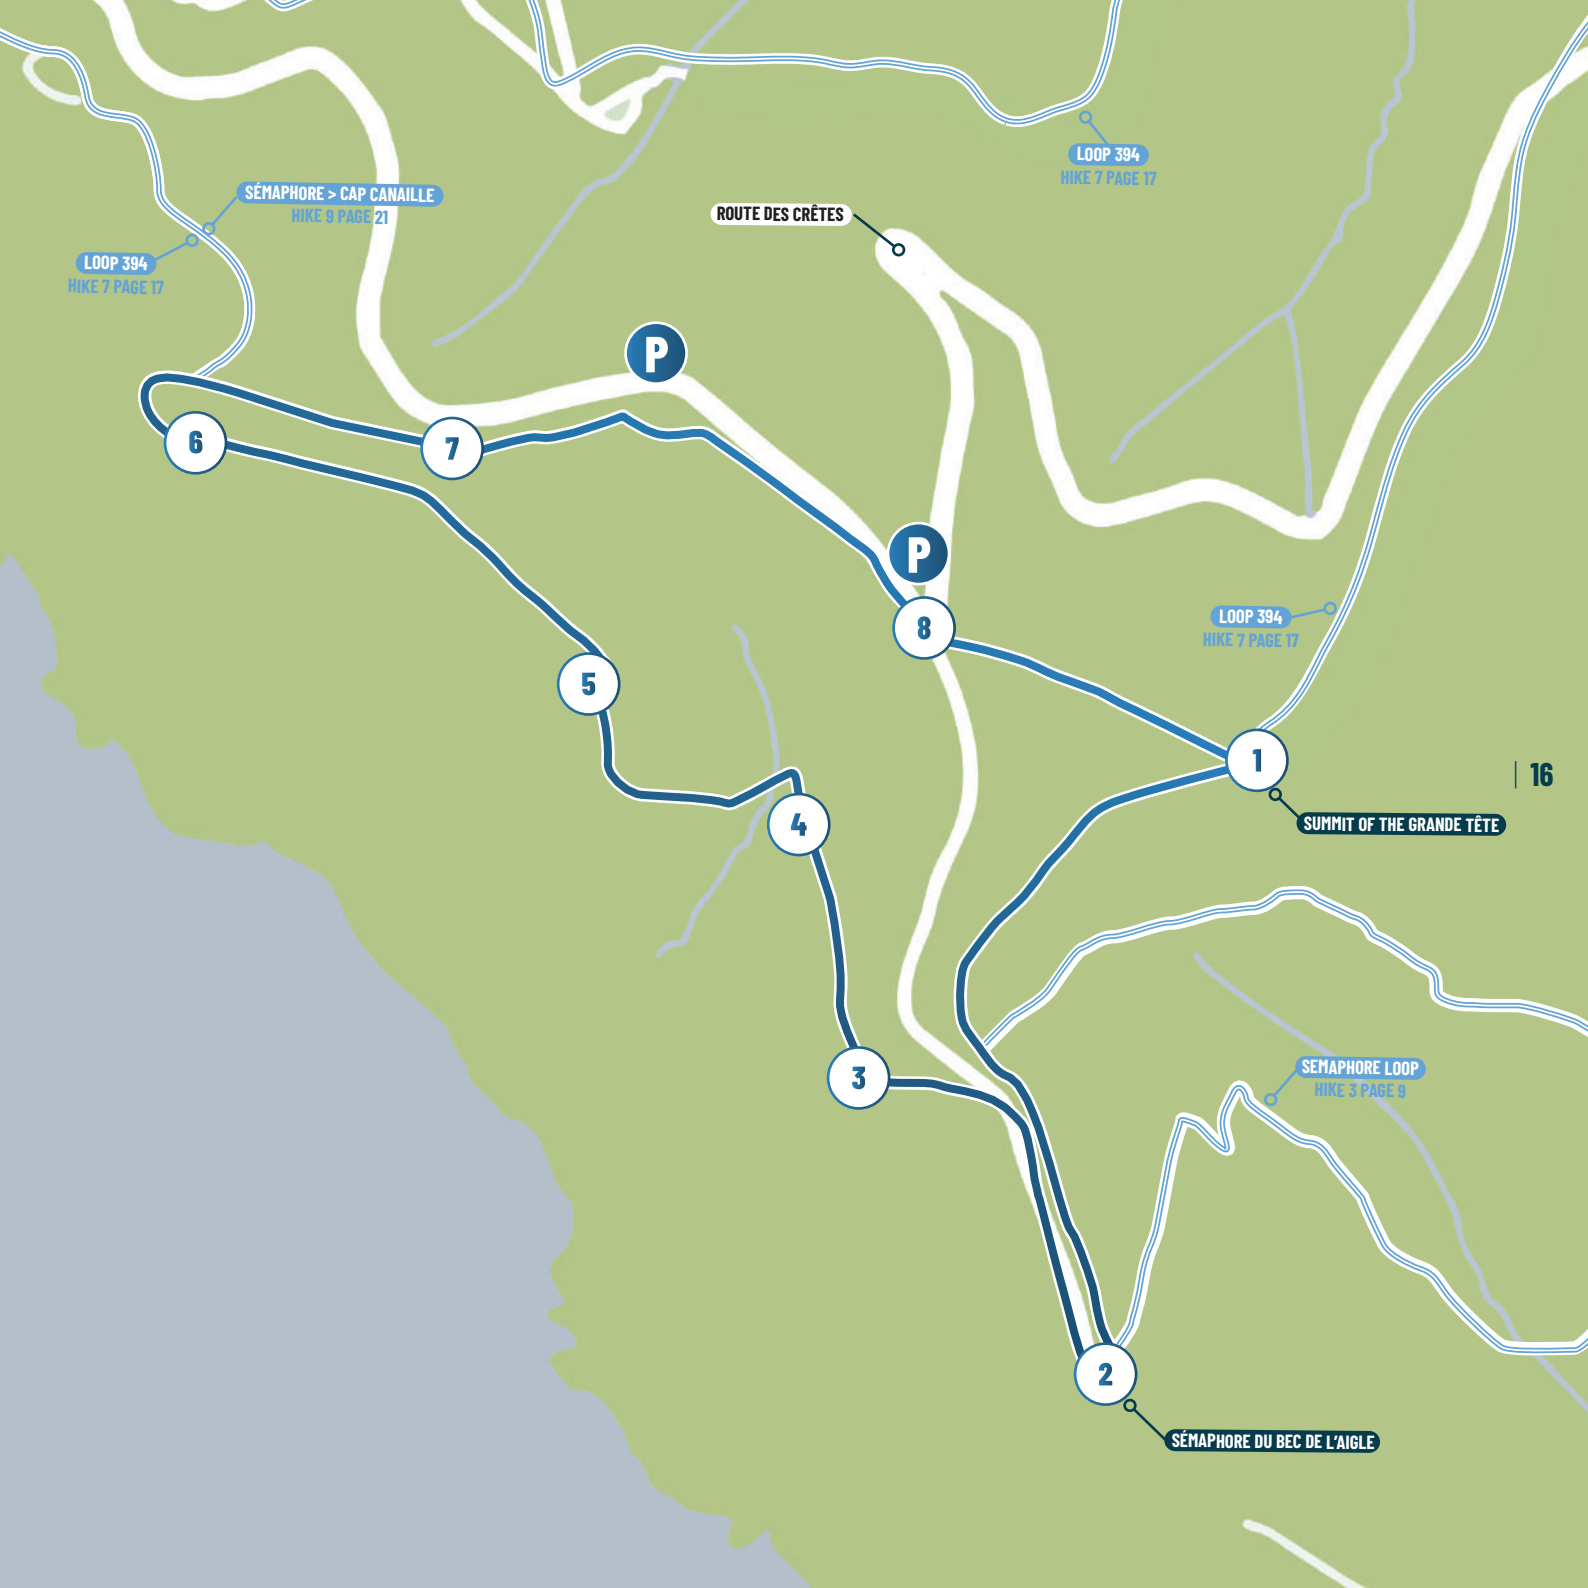 LOOP 394
HIKE 7 PAGE 17
SÉMAPHORE > CAP CANAILLE
HIKE 9 PAGE 21
ROUTE DES CRÊTES
LOOP 394
HIKE 7 PAGE 17
P
6
7
P
8
LOOP 394
HIKE 7 PAGE 17
5
1
16
4
SUMMIT OF THE GRANDE TÊTE
3
SEMAPHORE LOOP
HIKE 3 PAGE 9
2
SÉMAPHORE DU BEC DE L'AIGLE